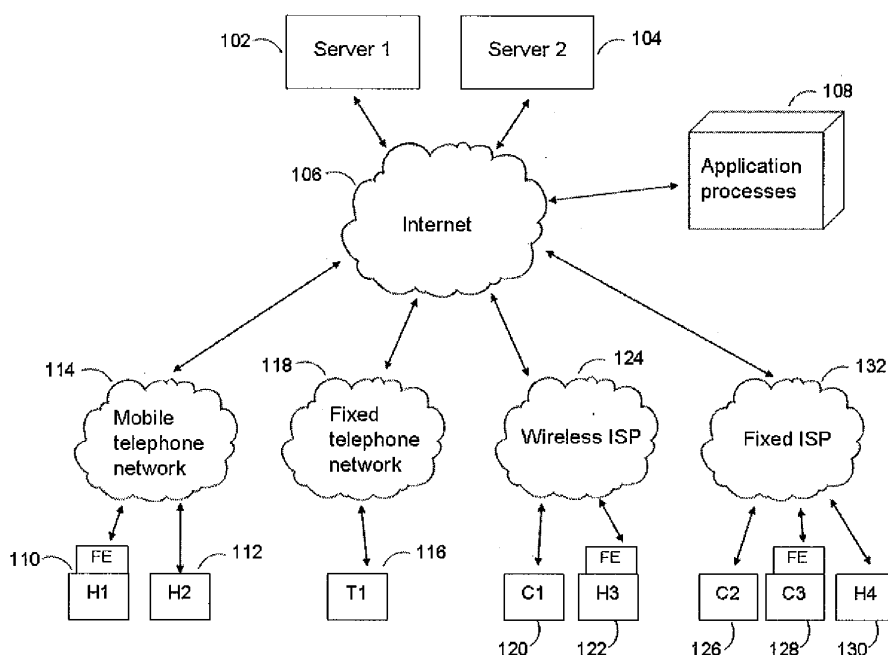 102
Server 1
Server 2
104
108
106
Internet
Application
processes
114
118
124
132
Mobile
telephone
network
Fixed
telephone
network
Wireless ISP
Fixed ISP
110
FE
H1
H2
112
T1
116
C1
120
FE
H3
122
C2
126
FE
C3
128
H4
130